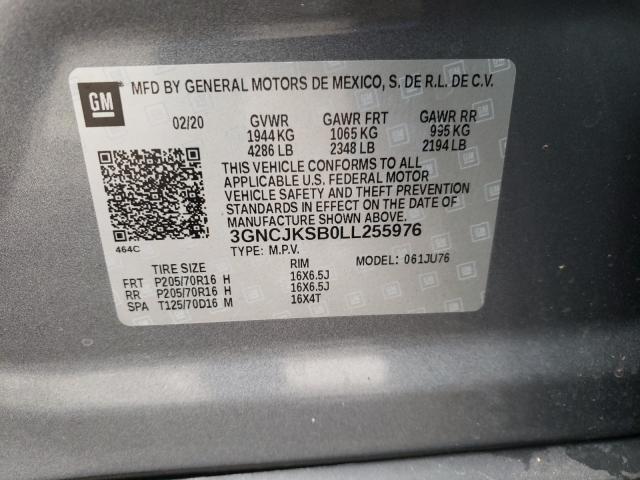 GM MFD BY GENERAL MOTORS DE MEXICO, S. DE R.L. DE C.V.
02/20 GVWR GAWR FRT GAWR RR
1944 KG 1065 KG 995 KG
4286 LB 2348 LB 2194 LB
THIS VEHICLE CONFORMS TO ALL
APPLICABLE U.S. FEDERAL MOTOR
VEHICLE SAFETY AND THEFT PREVENTION
STANDARDS IN EFFECT ON THE DATE OF
MANUFACTURE SHOWN ABOVE.
3GNCJKSB0LL255976
464C TYPE: M.P.V.
TIRE SIZE RIM MODEL: 061JU76
FRT P205/70R16 H 16X6.5J
RR P205/70R16 H 16X6.5J
SPA T125/70D16 M 16X4T